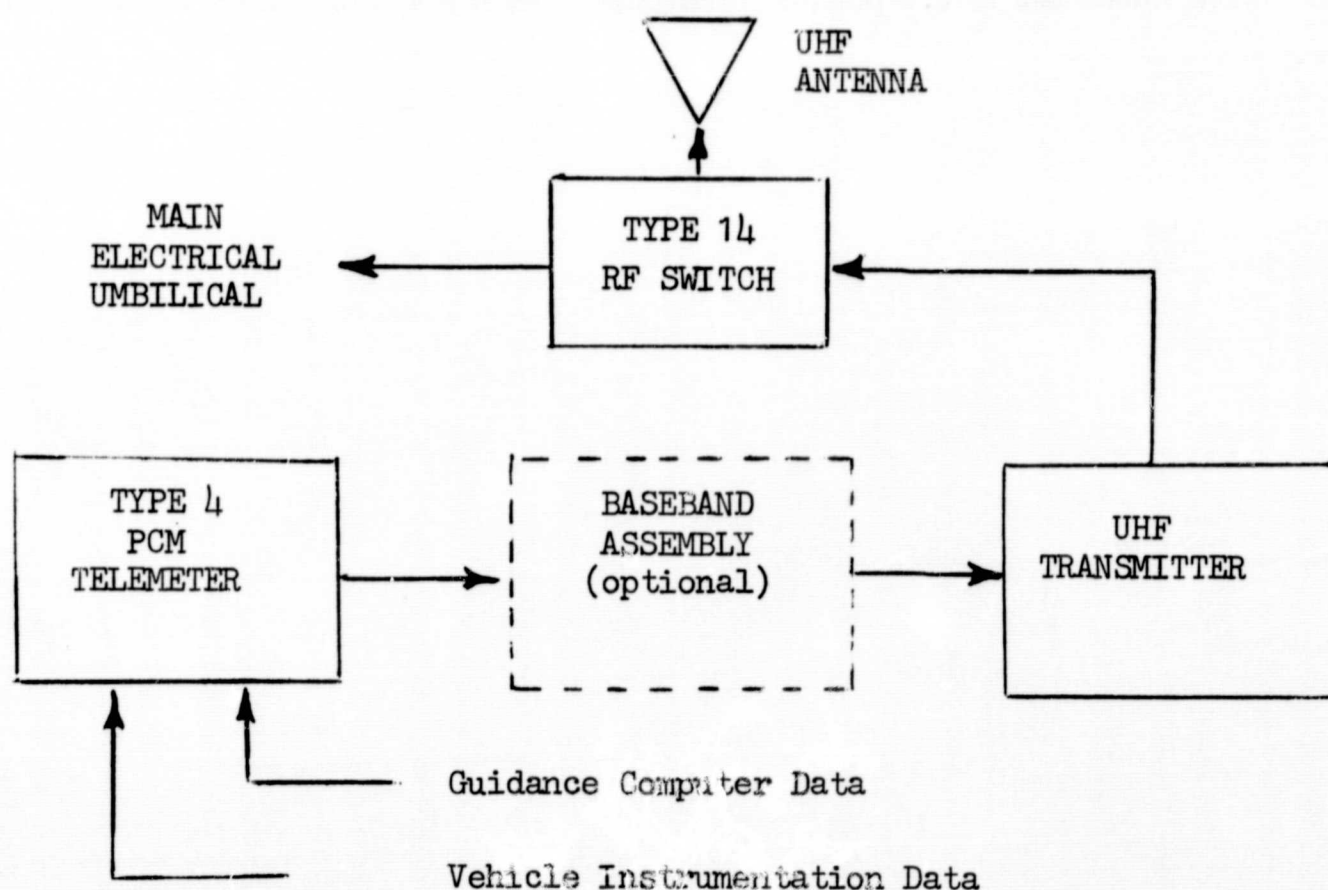 UHF
ANTENNA
MAIN
ELECTRICAL
UMBILICAL
TYPE 14
RF SWITCH
TYPE 4
PCM
TELEMETER
BASEBAND
ASSEMBLY
(optional)
UHF
TRANSMITTER
Guidance Computer Data
Vehicle Instrumentation Data